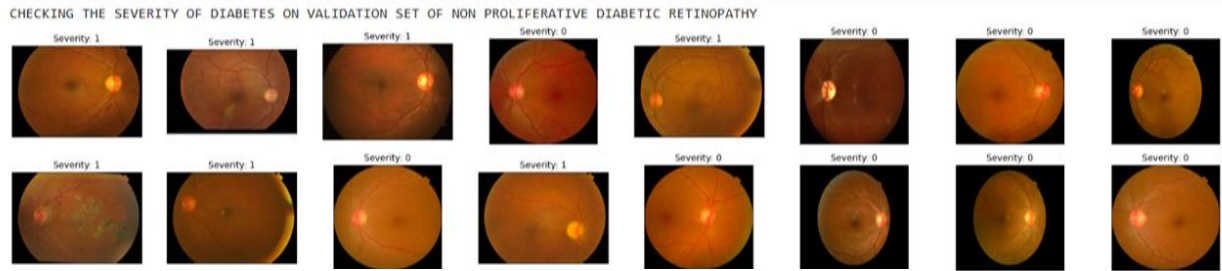 CHECKING THE SEVERITY OF DIABETES ON VALIDATION SET OF NON PROLIFERATIVE DIABETIC RETINOPATHY
Severity: 1 Severity: 1 Severity: 1 Severity: 0 Severity: 1 Severity: 0 Severity: 0 Severity: 0
Severity: 1 Severity: 1 Severity: 0 Severity: 1 Severity: 0 Severity: 0 Severity: 0 Severity: 0